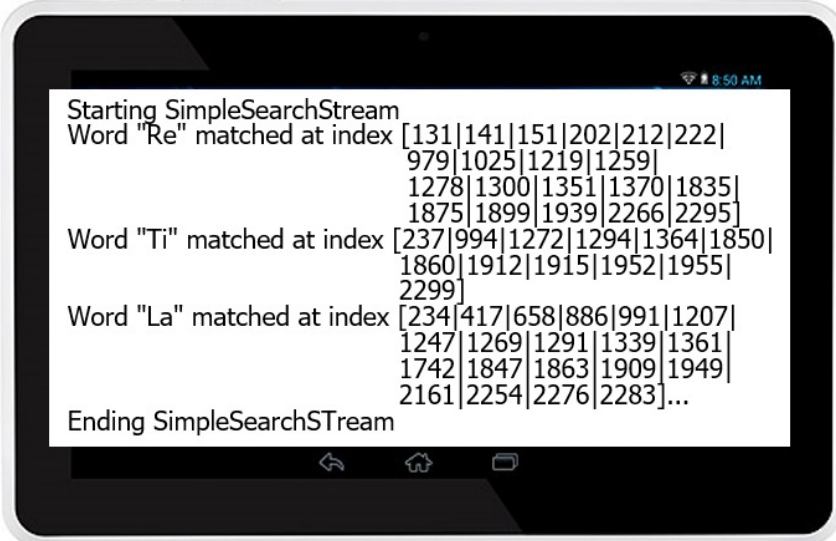 8:50 AM
Starting SimpleSearchStream
Word "Re" matched at index [131|141|151|202|212|222|
979|1025|1219|1259|
1278|1300|1351|1370|1835|
1875|1899|1939|2266|2295]
Word "Ti" matched at index [237|994|1272|1294|1364|1850|
1860|1912|1915|1952|1955|
2299]
Word "La" matched at index [234|417|658|886|991|1207|
1247|1269|1291|1339|1361|
1742|1847|1863|1909|1949|
2161|2254|2276|2283]...
Ending SimpleSearchSTream